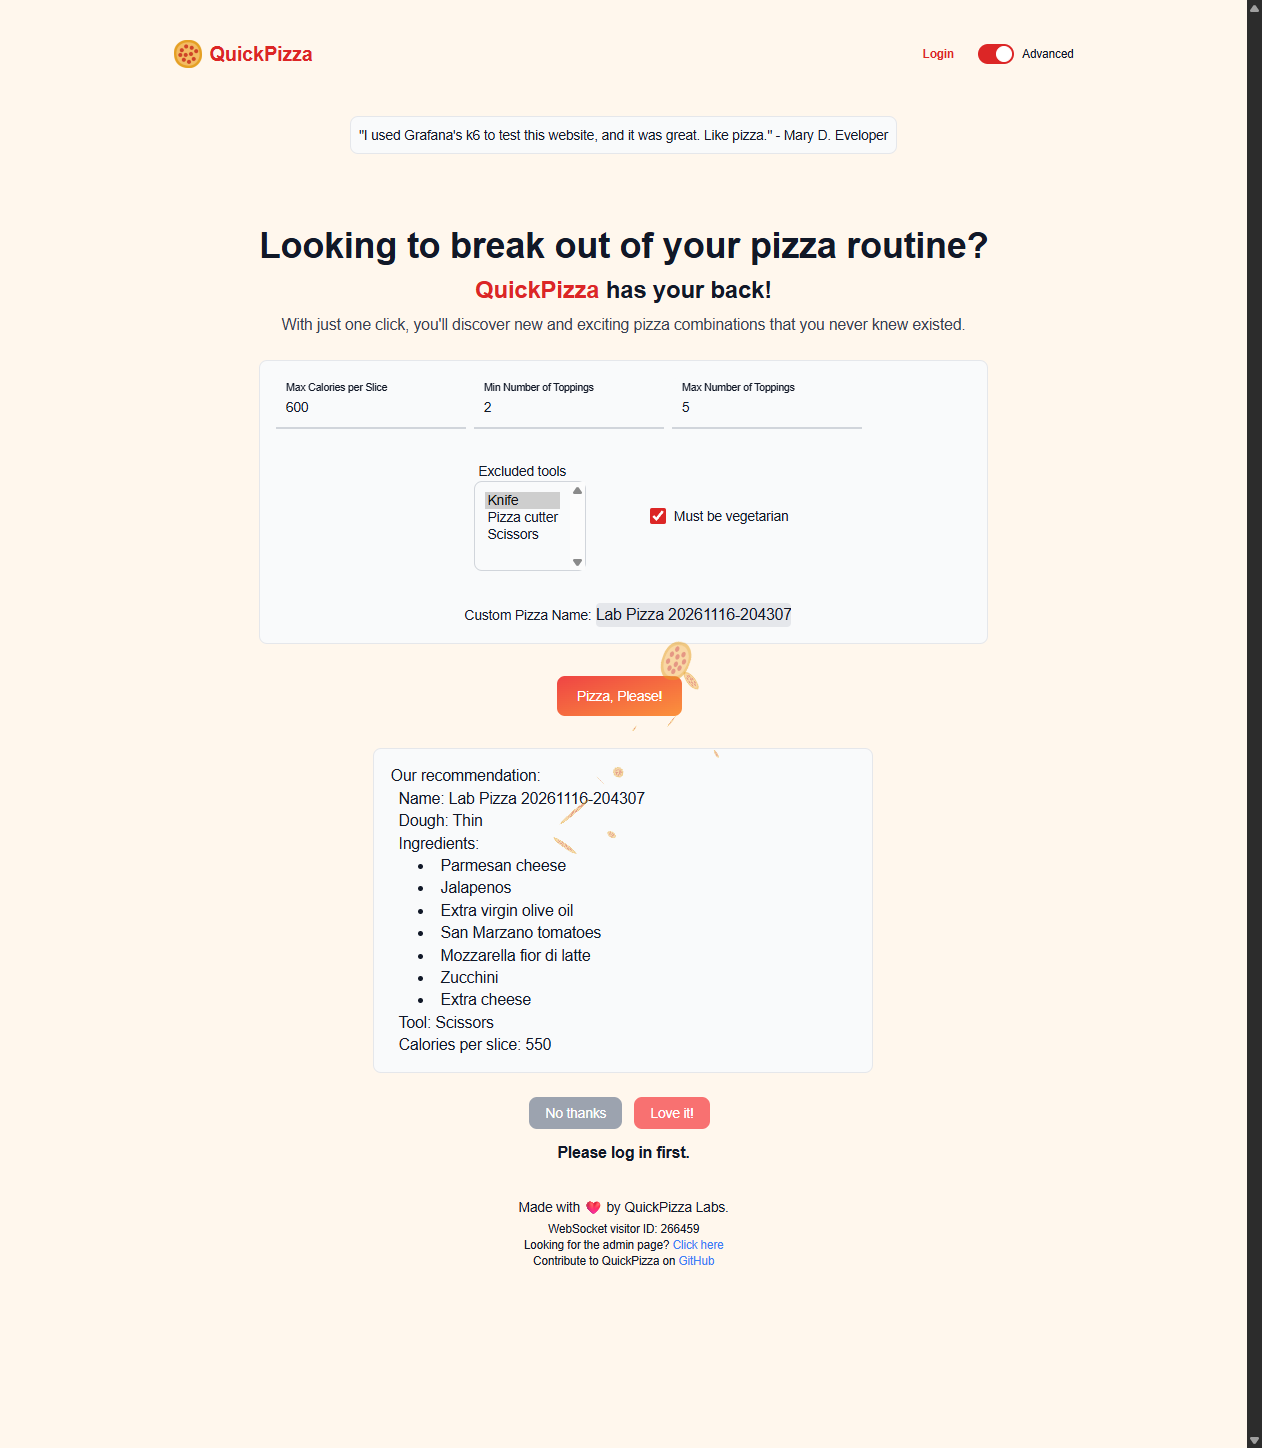 QuickPizza
Login
Advanced
"I used Grafana's k6 to test this website, and it was great. Like pizza." - Mary D. Eveloper
Looking to break out of your pizza routine?
QuickPizza has your back!
With just one click, you'll discover new and exciting pizza combinations that you never knew existed.
Max Calories per Slice
600
Min Number of Toppings
2
Max Number of Toppings
5
Excluded tools
Knife
Pizza cutter
Scissors
Must be vegetarian
Custom Pizza Name: Lab Pizza 20261116-204307
Pizza, Please!
Our recommendation:
Name: Lab Pizza 20261116-204307
Dough: Thin
Ingredients:
• Parmesan cheese
• Jalapenos
• Extra virgin olive oil
• San Marzano tomatoes
• Mozzarella fior di latte
• Zucchini
• Extra cheese
Tool: Scissors
Calories per slice: 550
No thanks
Love it!
Please log in first.
Made with ❤️ by QuickPizza Labs.
WebSocket visitor ID: 266459
Looking for the admin page? Click here
Contribute to QuickPizza on GitHub